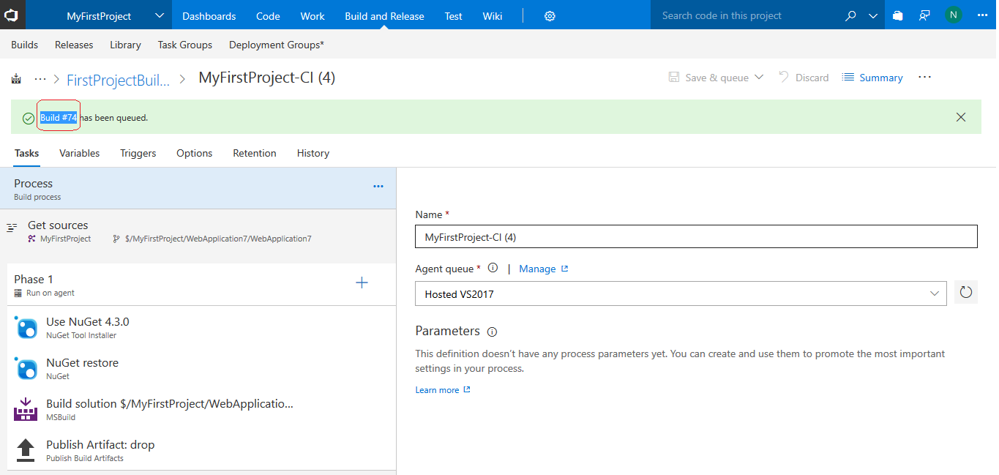 MyFirstProject
Dashboards Code Work Build and Release Test Wiki
Search code in this project
N
Builds Releases Library Task Groups Deployment Groups*
... > FirstProjectBuil... > MyFirstProject-CI (4)
Save & queue Discard Summary ...
Build #74 has been queued.
Tasks Variables Triggers Options Retention History
Process
Build process
Get sources
MyFirstProject $/MyFirstProject/WebApplication7/WebApplication7
Phase 1
Run on agent
Use NuGet 4.3.0
NuGet Tool Installer
NuGet restore
NuGet
Build solution $/MyFirstProject/WebApplicatio...
MSBuild
Publish Artifact: drop
Publish Build Artifacts
Name *
MyFirstProject-CI (4)
Agent queue * | Manage
Hosted VS2017
Parameters
This definition doesn't have any process parameters yet. You can create and use them to promote the most important
settings in your process.
Learn more